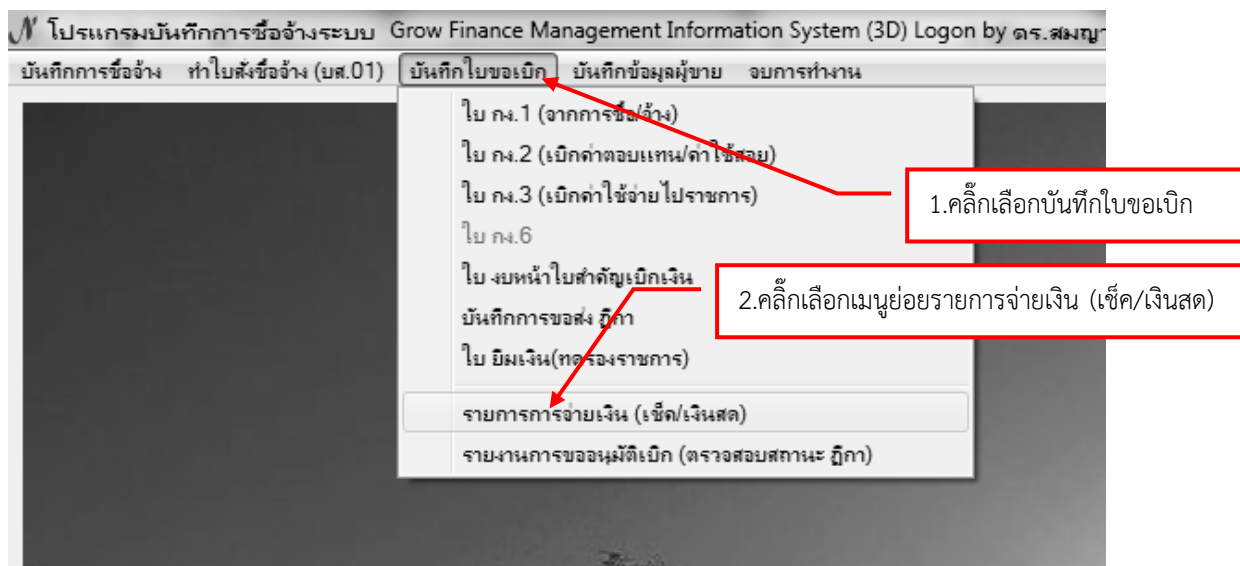 โปรแกรมบันทึกการซื้อจ้างระบบ Grow Finance Management Information System (3D) Logon by ดร.สมญา
บันทึกการซื้อจ้าง ทำใบสั่งซื้อจ้าง (บส.01) บันทึกใบขอเบิก บันทึกข้อมูลผู้ขาย จบการทำงาน
ใบ กง.1 (จากการซื้อ/จ้าง)
ใบ กง.2 (เบิกค่าตอบแทน/ค่าใช้สอย)
ใบ กง.3 (เบิกค่าใช้จ่ายไปราชการ)
1.คลิ๊กเลือกบันทึกใบขอเบิก
ใบ กง.6
ใบ งบหน้าใบสำคัญเบิกเงิน
2.คลิ๊กเลือกเมนูย่อยรายการจ่ายเงิน (เช็ค/เงินสด)
บันทึกการขอส่ง ฎีกา
ใบ ยืมเงิน(ทดรองราชการ)
รายการการจ่ายเงิน (เช็ค/เงินสด)
รายงานการขออนุมัติเบิก (ตรวจสอบสถานะ ฎีกา)